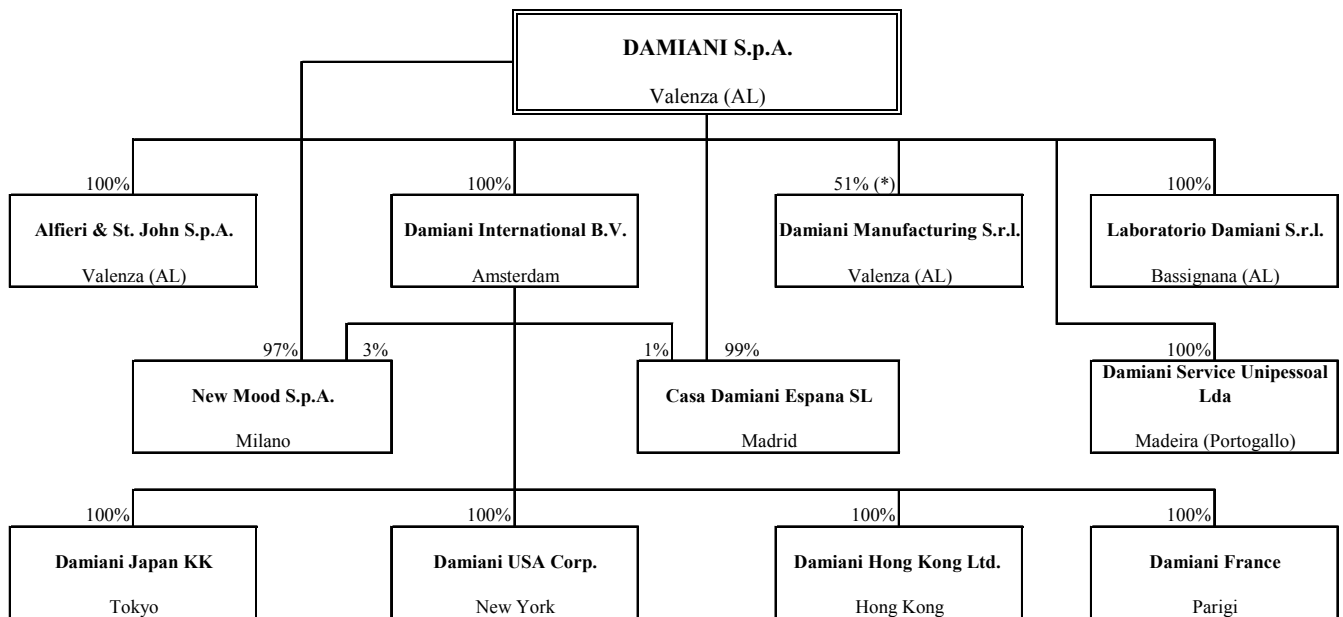 DAMIANI S.p.A.
Valenza (AL)
100%
100%
51% (*)
100%
Alfieri & St. John S.p.A.
Damiani International B.V.
Damiani Manufacturing S.r.l.
Laboratorio Damiani S.r.l.
Valenza (AL)
Amsterdam
Valenza (AL)
Bassignana (AL)
97%
3%
1%
99%
100%
New Mood S.p.A.
Casa Damiani Espana SL
Damiani Service Unipessoal
Lda
Milano
Madrid
Madeira (Portogallo)
100%
100%
100%
100%
Damiani Japan KK
Damiani USA Corp.
Damiani Hong Kong Ltd.
Damiani France
Tokyo
New York
Hong Kong
Parigi